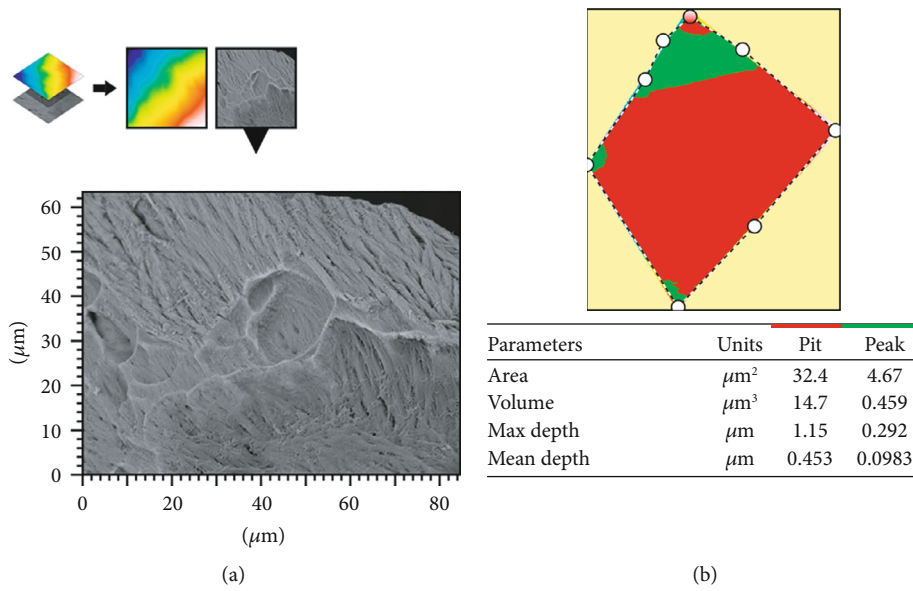 60
50
40
30
20
10
0
(μm)
0 20 40 60 80
(μm)
(a)
Parameters Units Pit Peak
Area μm² 32.4 4.67
Volume μm³ 14.7 0.459
Max depth μm 1.15 0.292
Mean depth μm 0.453 0.0983
(b)